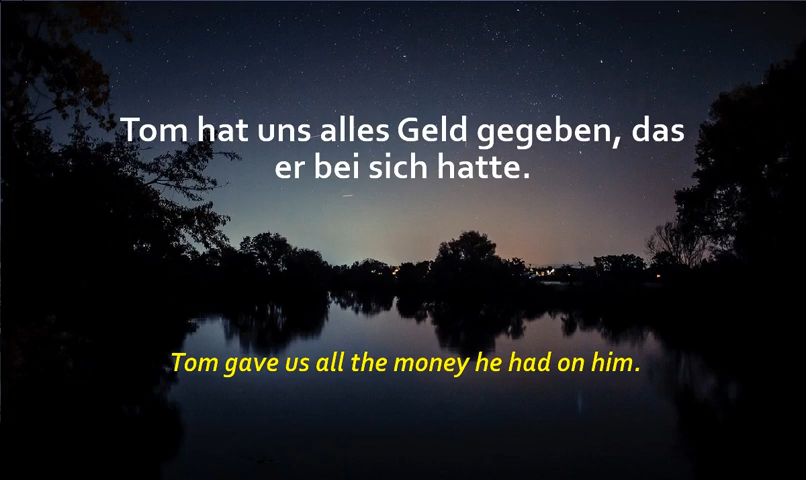 Tom hat uns alles Geld gegeben, das
er bei sich hatte.
Tom gave us all the money he had on him.